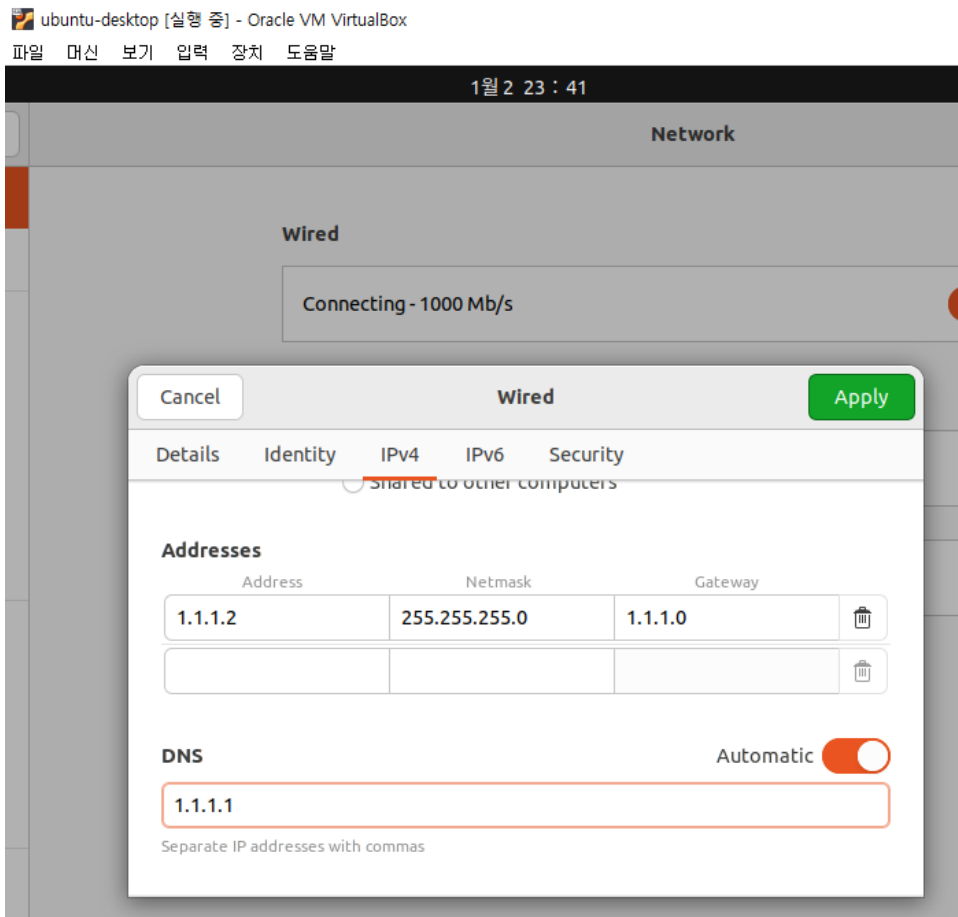 ubuntu-desktop [실행 중] - Oracle VM VirtualBox
파일 머신 보기 입력 장치 도움말
1월 2 23 : 41
Network
Wired
Connecting - 1000 Mb/s
Cancel Wired Apply
Details Identity IPv4 IPv6 Security
Shared to other computers
Addresses
Address Netmask Gateway
1.1.1.2 255.255.255.0 1.1.1.0
DNS Automatic
1.1.1.1
Separate IP addresses with commas